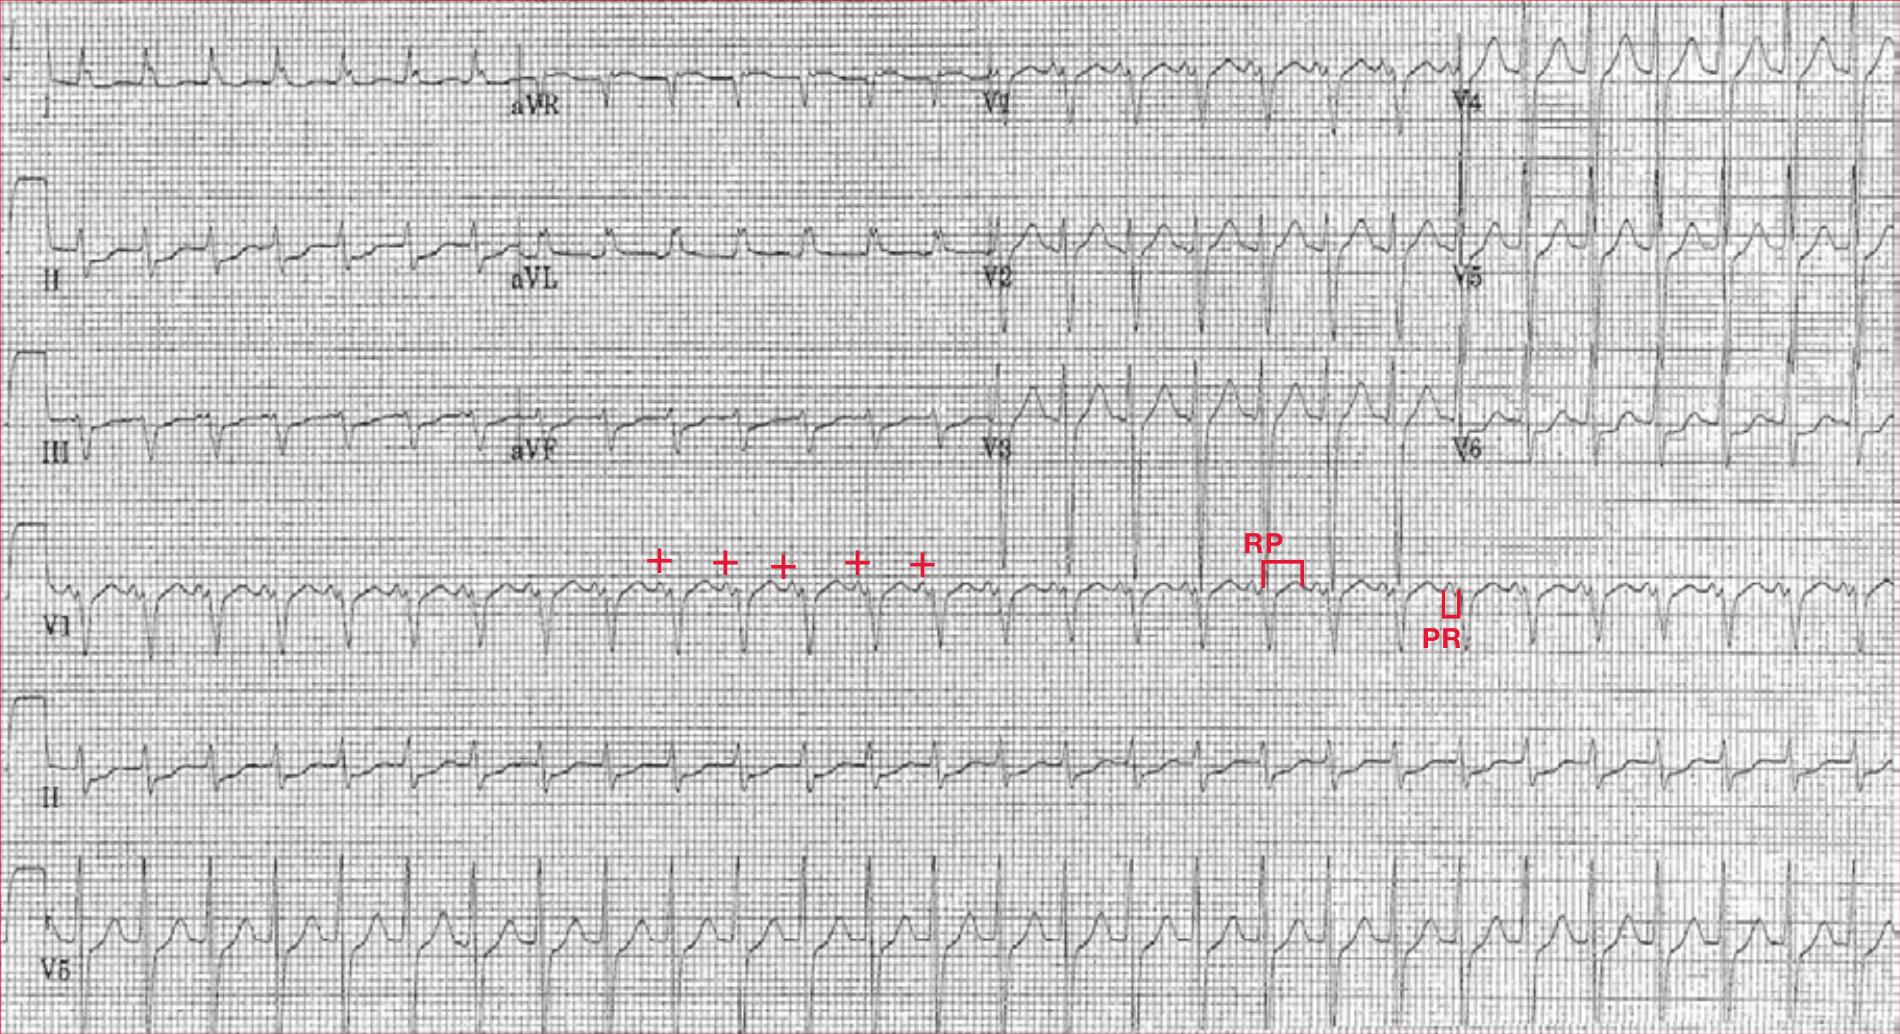 I aVR V1 V4
II aVL V2 V5
III aVF V3 V6
+ + + + +
RP
V1
PR
II
V5